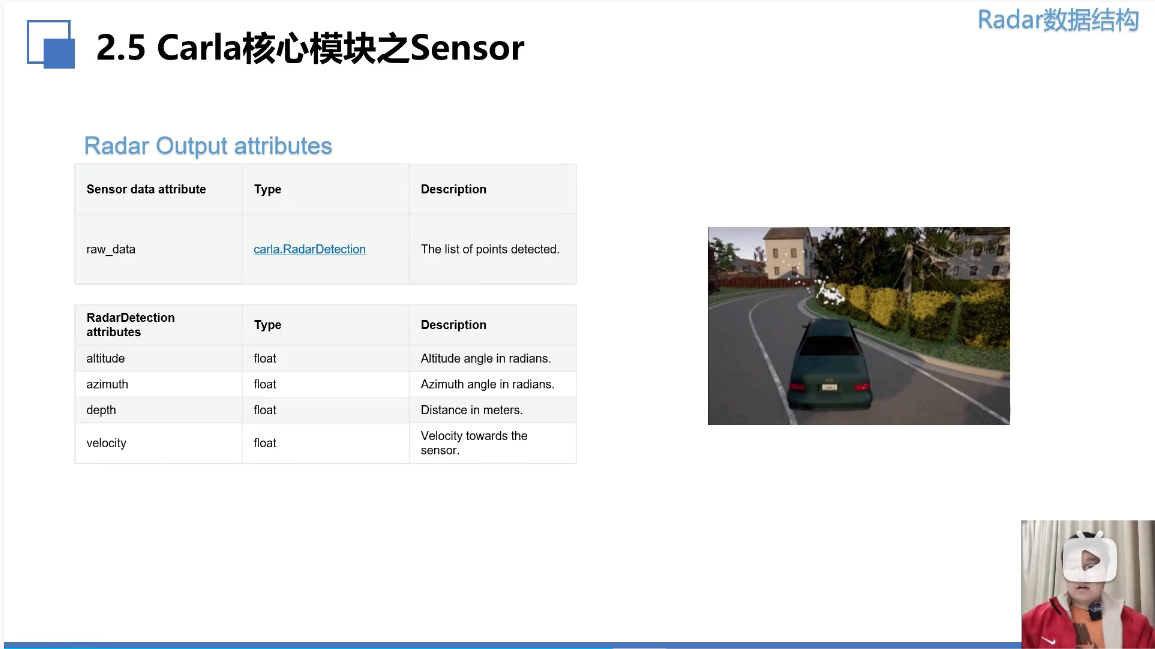 Radar数据结构
2.5 Carla核心模块之Sensor
Radar Output attributes
Sensor data attribute Type Description
raw_data carla.RadarDetection The list of points detected.
RadarDetection
attributes Type Description
altitude float Altitude angle in radians.
azimuth float Azimuth angle in radians.
depth float Distance in meters.
velocity float Velocity towards the
sensor.